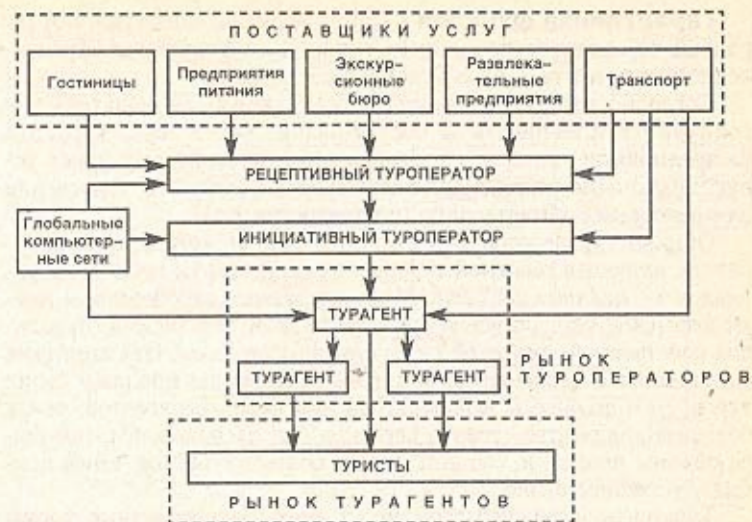 ПОСТАВЩИКИ УСЛУГ
Гостиницы
Предприятия
питания
Экскур-
сионные
бюро
Развлека-
тельные
предприятия
Транспорт
РЕЦЕПТИВНЫЙ ТУРОПЕРАТОР
Глобальные
компьютер-
ные сети
ИНИЦИАТИВНЫЙ ТУРОПЕРАТОР
ТУРАГЕНТ
ТУРАГЕНТ
ТУРАГЕНТ
РЫНОК
ТУРОПЕРАТОРОВ
ТУРИСТЫ
РЫНОК ТУРАГЕНТОВ